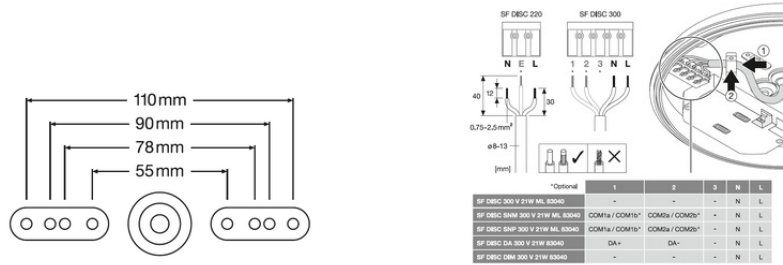 110 mm
90 mm
78 mm
55 mm
SF DISC 220
SF DISC 300
N E L
1 2 3 N L
* * *
40
12
30
0,75–2,5 mm²
ø8–13
[mm]
1
2
*Optional 1 2 3 N L
SF DISC 300 V 21W ML 83040 - - - N L
SF DISC SNM 300 V 21W ML 83040 COM1a / COM1b* COM2a / COM2b* - N L
SF DISC SNP 300 V 21W ML 83040 COM1a / COM1b* COM2a / COM2b* - N L
SF DISC DA 300 V 21W 83040 DA+ DA- - N L
SF DISC DIM 300 V 21W 83040 - - - N L